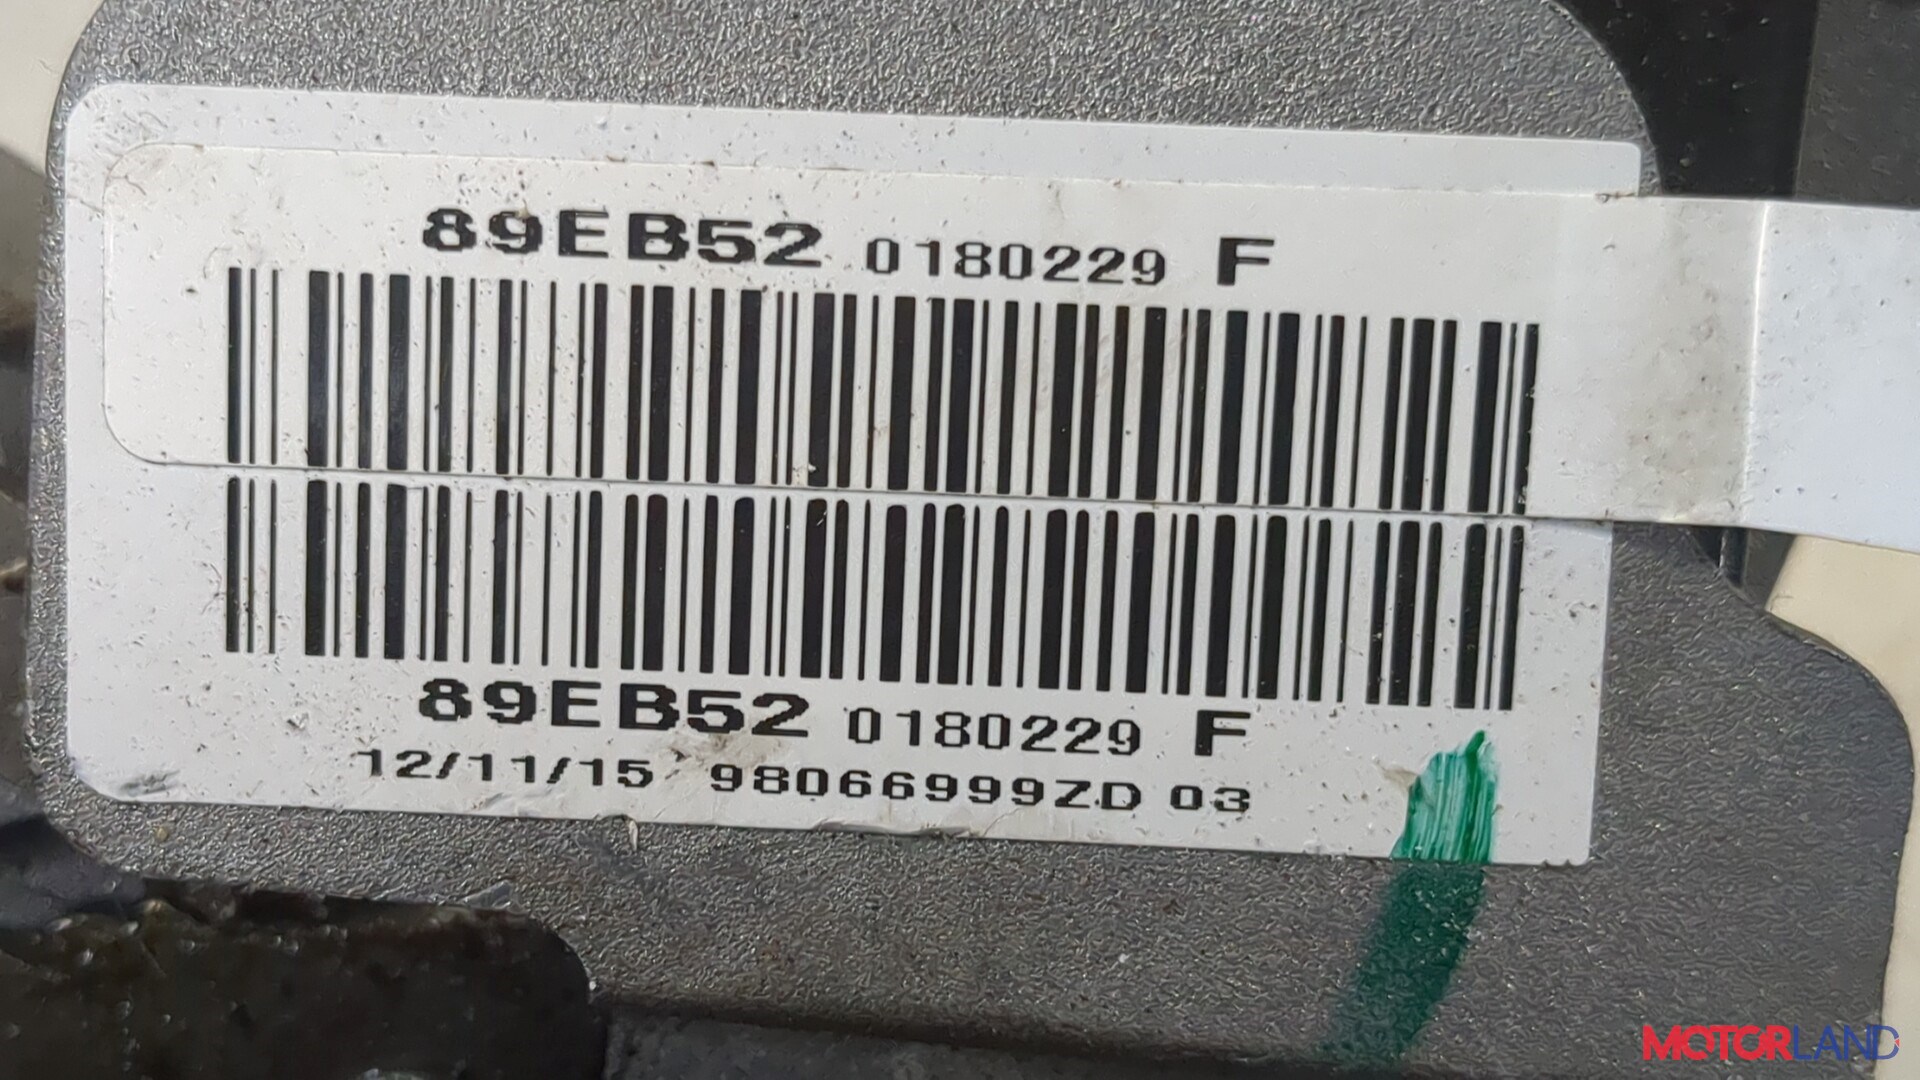 89EB52 0180229 F
89EB52 0180229 F
12/11/15 98066999ZD 03
MOTORLAND